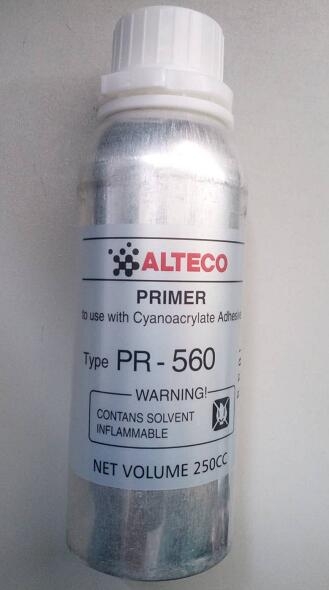 ALTECO
PRIMER
to use with Cyanoacrylate Adhesive
Type PR - 560
WARNING!
CONTANS SOLVENT
INFLAMMABLE
NET VOLUME 250CC